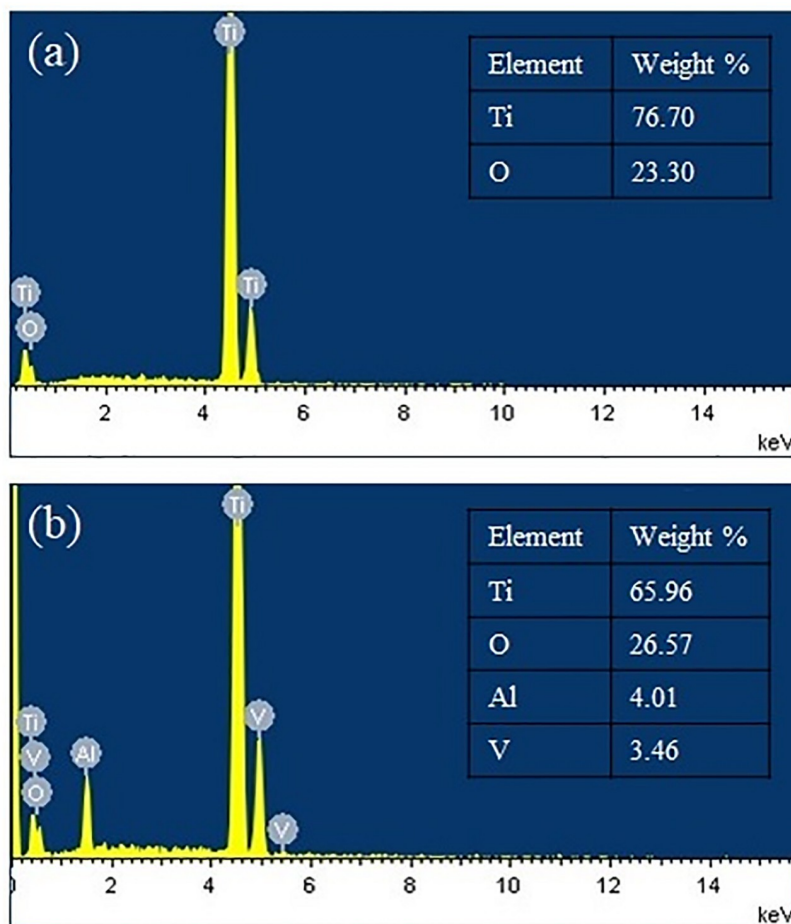 (a)
Ti
Element Weight %
Ti 76.70
O 23.30
Ti
Ti
O
2 4 6 8 10 12 14
keV
(b)
Ti
Element Weight %
Ti 65.96
O 26.57
Al 4.01
V 3.46
Ti
V
V
Al
O
V
0 2 4 6 8 10 12 14
keV